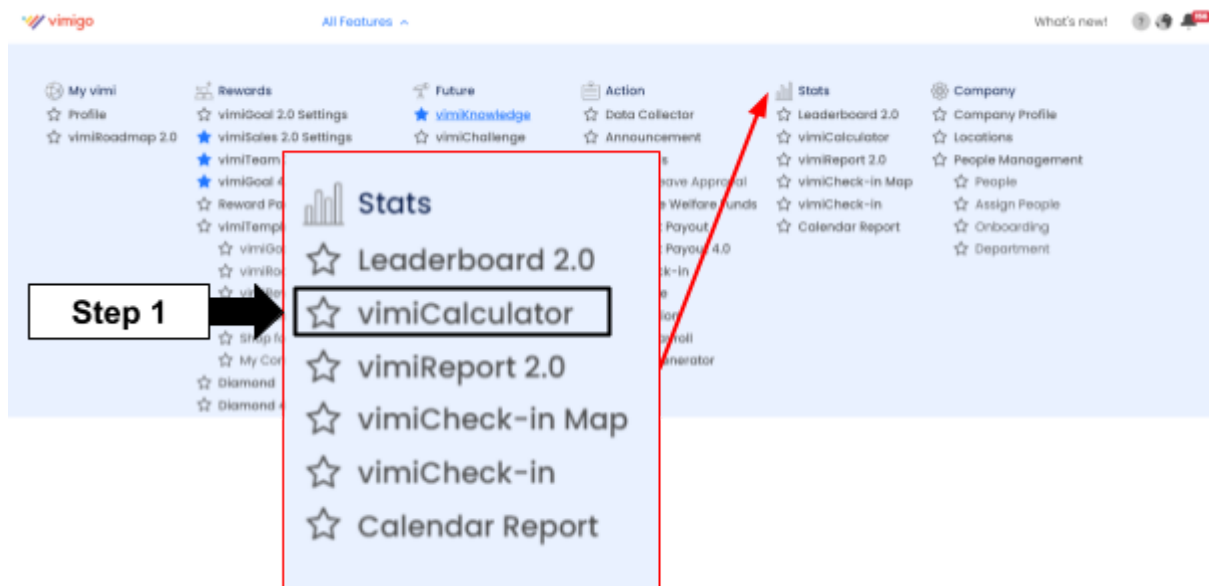 vimigo
All Features
What's new!
My vimi
Profile
vimiRoadmap 2.0
Rewards
vimiGoal 2.0 Settings
vimiSales 2.0 Settings
vimiTeam
vimiGoal
Reward
Diamond
Diamond
Future
vimiKnowledge
vimiChallenge
Action
Data Collector
Announcement
Approval
Welfare Funds
Payout
Payout 4.0
Stats
Leaderboard 2.0
vimiCalculator
vimiReport 2.0
vimiCheck-in Map
vimiCheck-in
Calendar Report
Company
Company Profile
Locations
People Management
People
Assign People
Onboarding
Department
Step 1
Stats
Leaderboard 2.0
vimiCalculator
vimiReport 2.0
vimiCheck-in Map
vimiCheck-in
Calendar Report